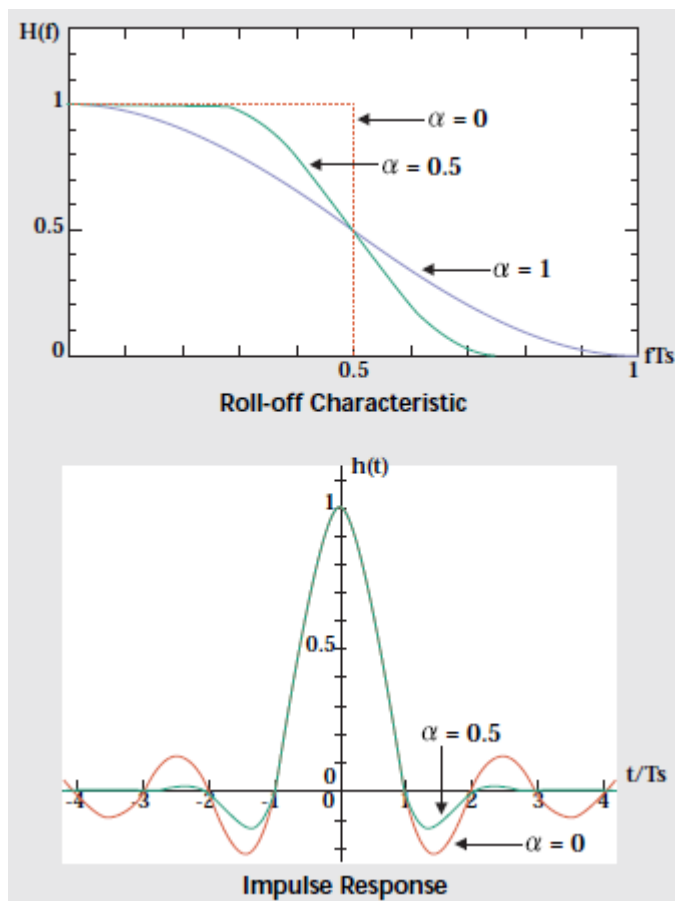 H(f)
1
α = 0
α = 0.5
0.5
α = 1
0
0.5
1
fTs
Roll-off Characteristic
h(t)
1
0.5
α = 0.5
0
t/Ts
-4 -3 -2 -1 0 1 2 3 4
α = 0
Impulse Response